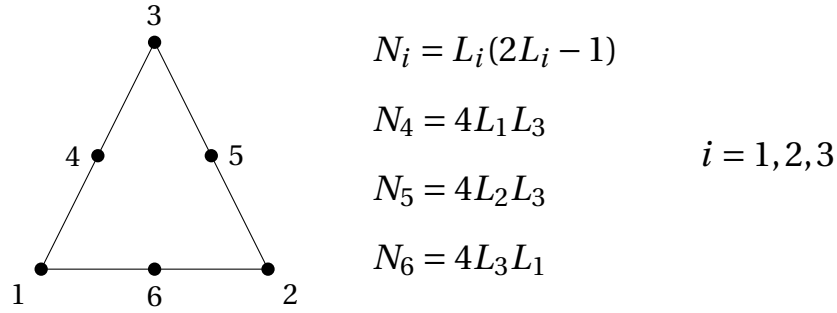 3
4
5
1
6
2
N_i = L_i(2L_i − 1)
N_4 = 4L_1L_3
N_5 = 4L_2L_3
N_6 = 4L_3L_1
i = 1,2,3